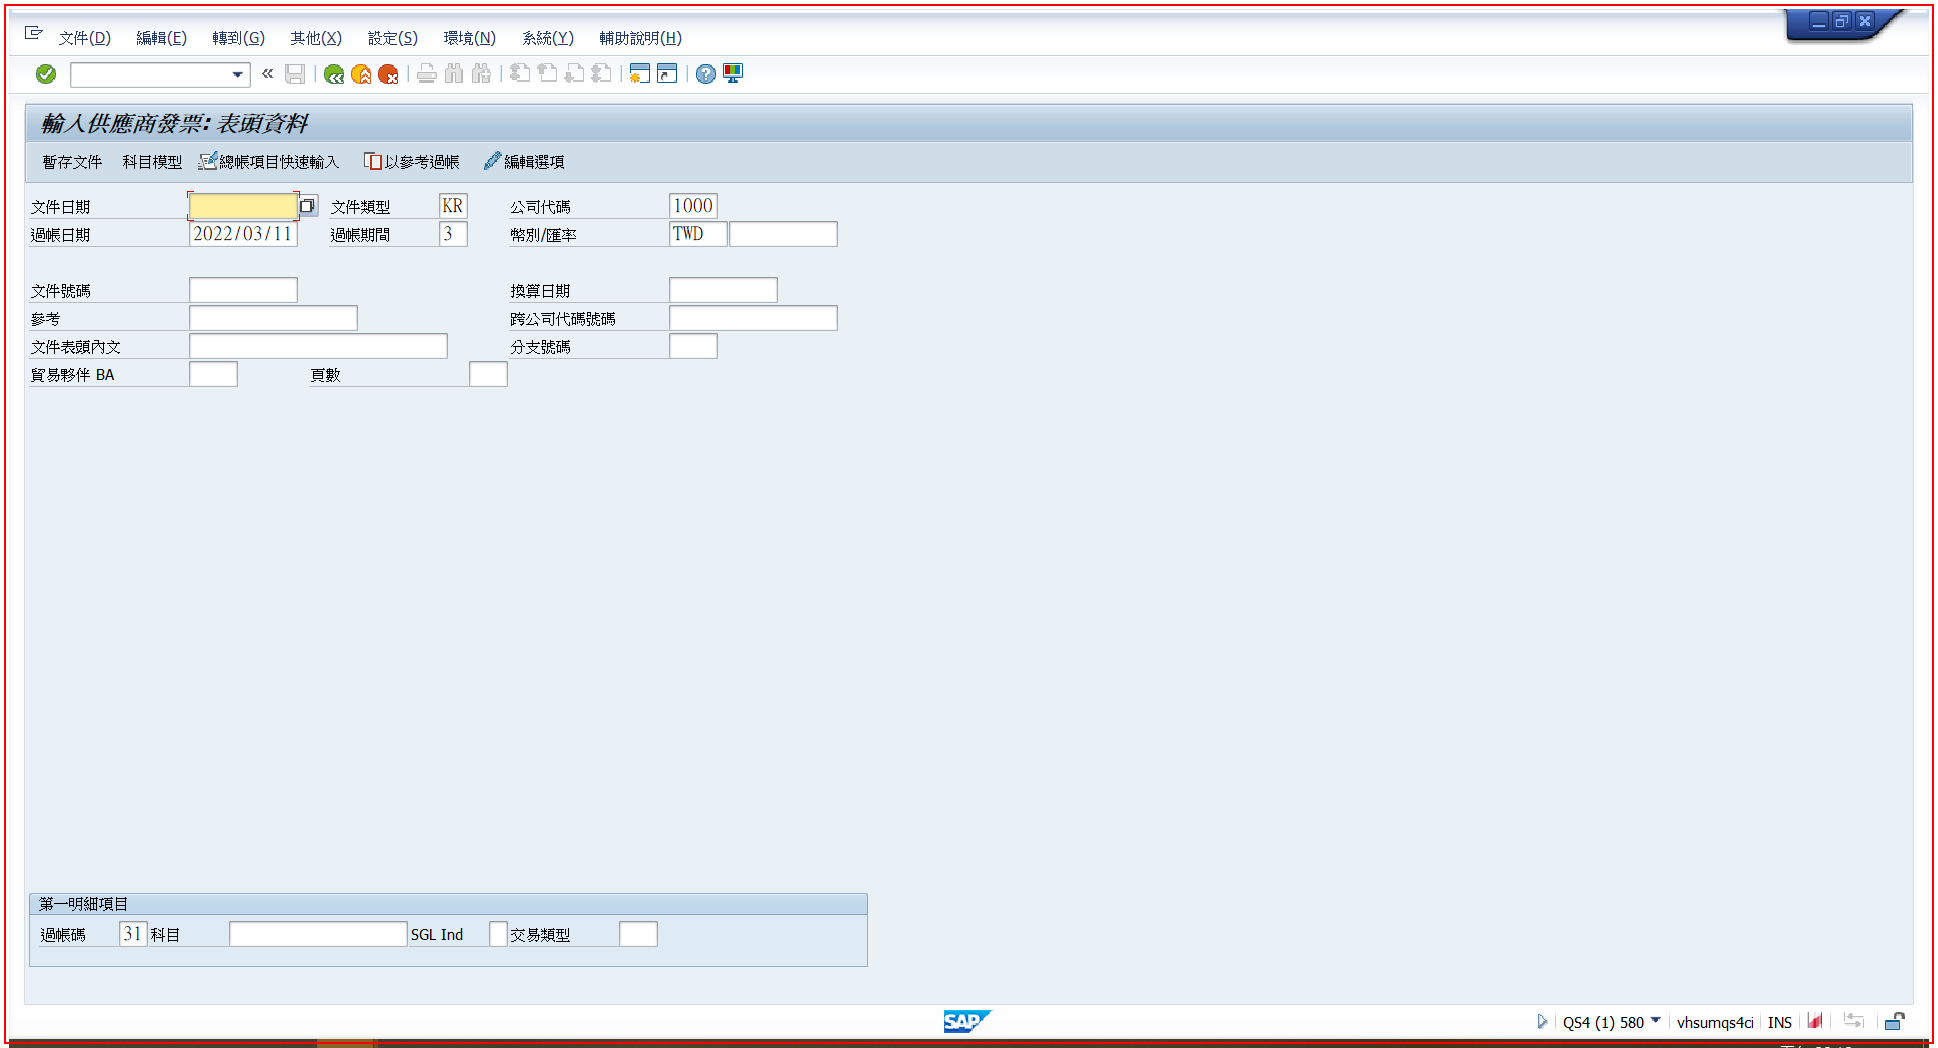 文件(D) 編輯(E) 轉到(G) 其他(X) 設定(S) 環境(N) 系統(Y) 輔助說明(H)
輸入供應商發票: 表頭資料
暫存文件 科目模型 總帳項目快速輸入 以參考過帳 編輯選項
文件日期 文件類型 KR 公司代碼 1000
過帳日期 2022/03/11 過帳期間 3 幣別/匯率 TWD
文件號碼 換算日期
參考 跨公司代碼號碼
文件表頭內文 分支號碼
貿易夥伴 BA 頁數
第一明細項目
過帳碼 31 科目 SGL Ind 交易類型
SAP QS4 (1) 580 vhsumqs4ci INS